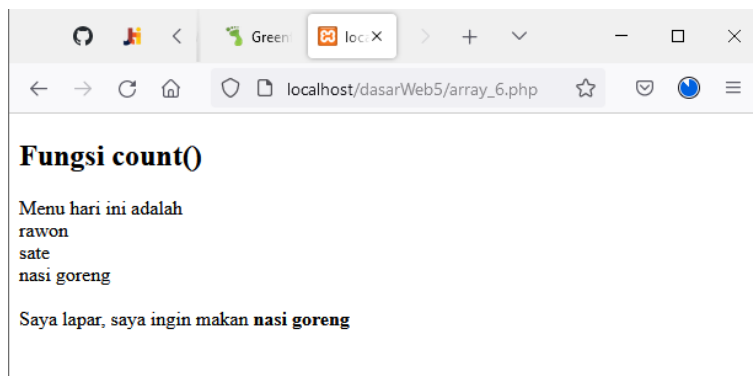 Green
loc
localhost/dasarWeb5/array_6.php
Fungsi count()
Menu hari ini adalah
rawon
sate
nasi goreng
Saya lapar, saya ingin makan nasi goreng